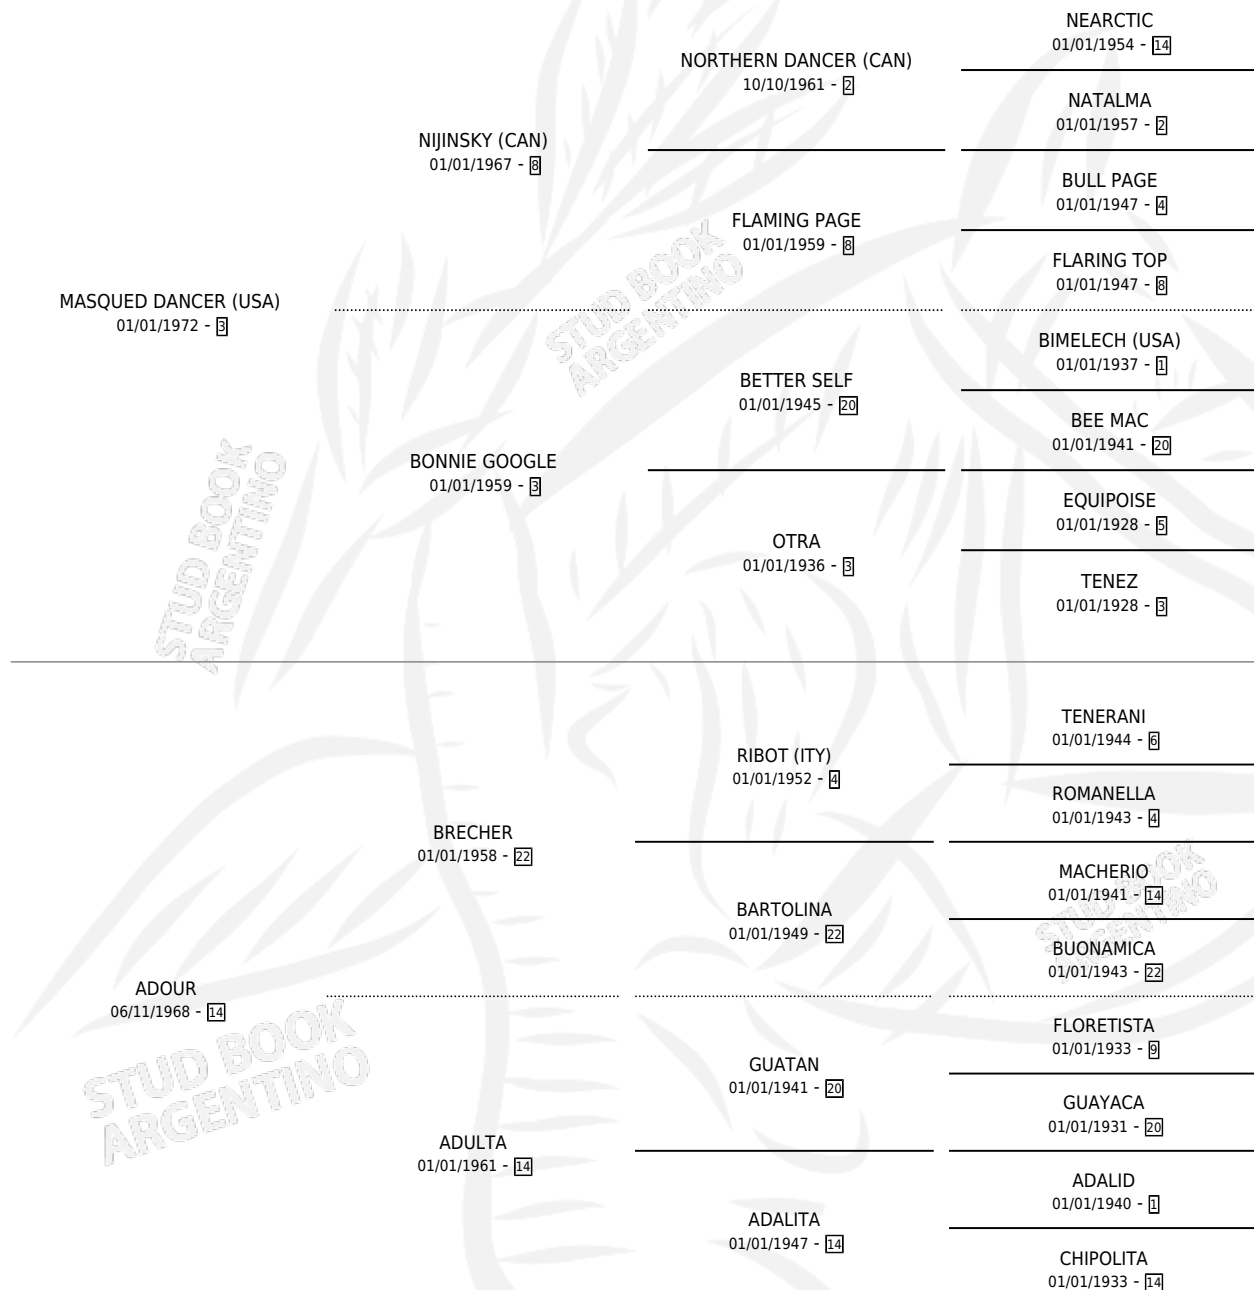 NEARCTIC
01/01/1954 - 14
NORTHERN DANCER (CAN)
10/10/1961 - 2
NATALMA
01/01/1957 - 2
NIJINSKY (CAN)
01/01/1967 - 8
BULL PAGE
01/01/1947 - 4
FLAMING PAGE
01/01/1959 - 8
FLARING TOP
01/01/1947 - 8
MASQUED DANCER (USA)
01/01/1972 - 3
STUD BOOK
ARGENTINO
BIMELECH (USA)
01/01/1937 - 1
BETTER SELF
01/01/1945 - 20
BEE MAC
01/01/1941 - 20
BONNIE GOOGLE
01/01/1959 - 3
EQUIPOISE
01/01/1928 - 5
OTRA
01/01/1936 - 3
TENEZ
01/01/1928 - 3
STUD BOOK
ARGENTINO
TENERANI
01/01/1944 - 6
RIBOT (ITY)
01/01/1952 - 4
ROMANELLA
01/01/1943 - 4
BRECHER
01/01/1958 - 22
MACHERIO
01/01/1941 - 14
BARTOLINA
01/01/1949 - 22
STUD BOOK
ARGENTINO
BUONAMICA
01/01/1943 - 22
ADOUR
06/11/1968 - 14
FLORETISTA
01/01/1933 - 9
GUATAN
01/01/1941 - 20
GUAYACA
01/01/1931 - 20
STUD BOOK
ARGENTINO
ADULTA
01/01/1961 - 14
ADALID
01/01/1940 - 1
ADALITA
01/01/1947 - 14
CHIPOLITA
01/01/1933 - 14